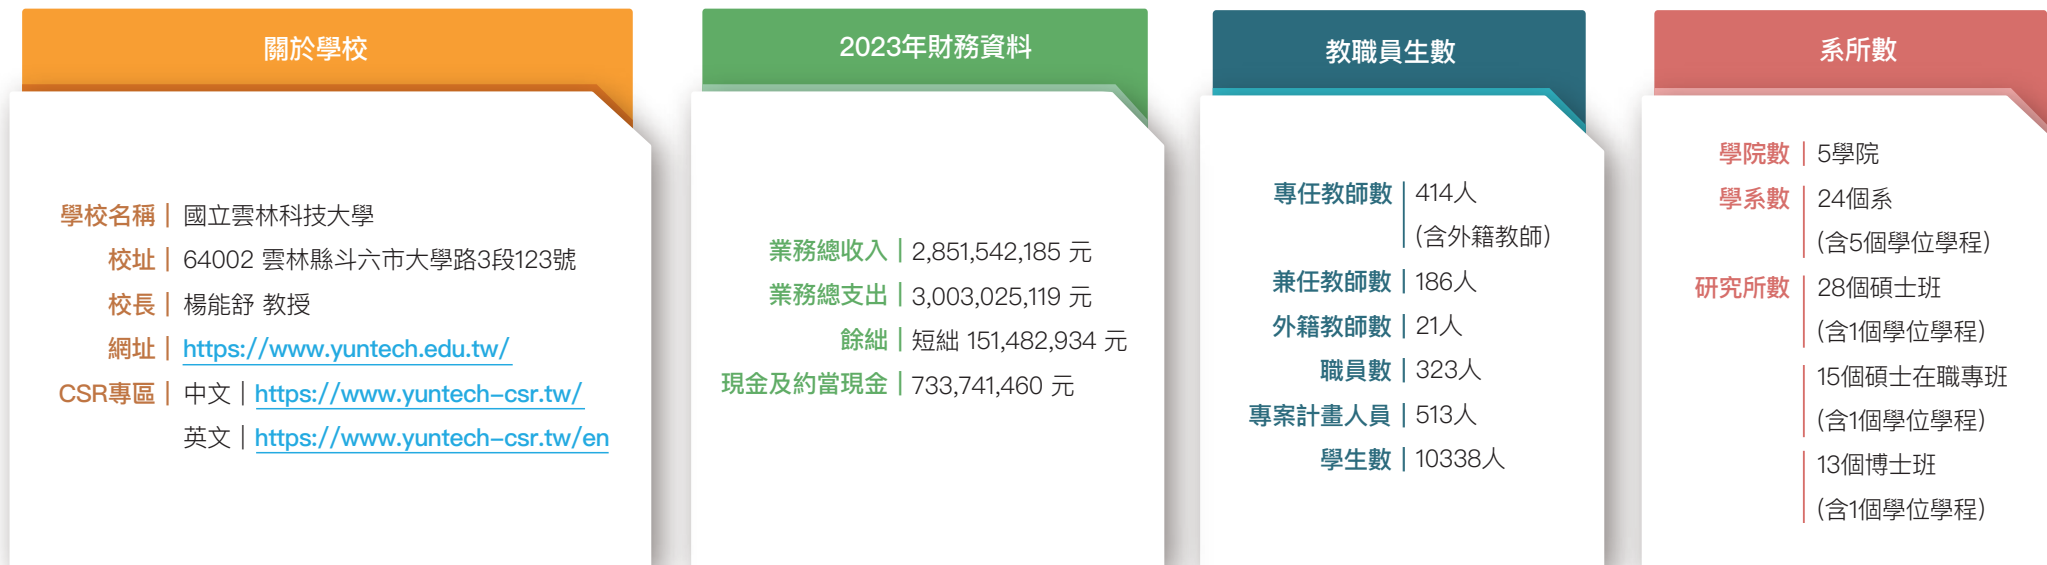 關於學校
學校名稱｜國立雲林科技大學
校址｜64002 雲林縣斗六市大學路3段123號
校長｜楊能舒 教授
網址｜https://www.yuntech.edu.tw/
CSR專區｜中文｜https://www.yuntech-csr.tw/
英文｜https://www.yuntech-csr.tw/en
2023年財務資料
業務總收入｜2,851,542,185 元
業務總支出｜3,003,025,119 元
餘絀｜短絀 151,482,934 元
現金及約當現金｜733,741,460 元
教職員生數
專任教師數｜414人
(含外籍教師)
兼任教師數｜186人
外籍教師數｜21人
職員數｜323人
專案計畫人員｜513人
學生數｜10338人
系所數
學院數｜5學院
學系數｜24個系
(含5個學位學程)
研究所數｜28個碩士班
(含1個學位學程)
15個碩士在職專班
(含1個學位學程)
13個博士班
(含1個學位學程)